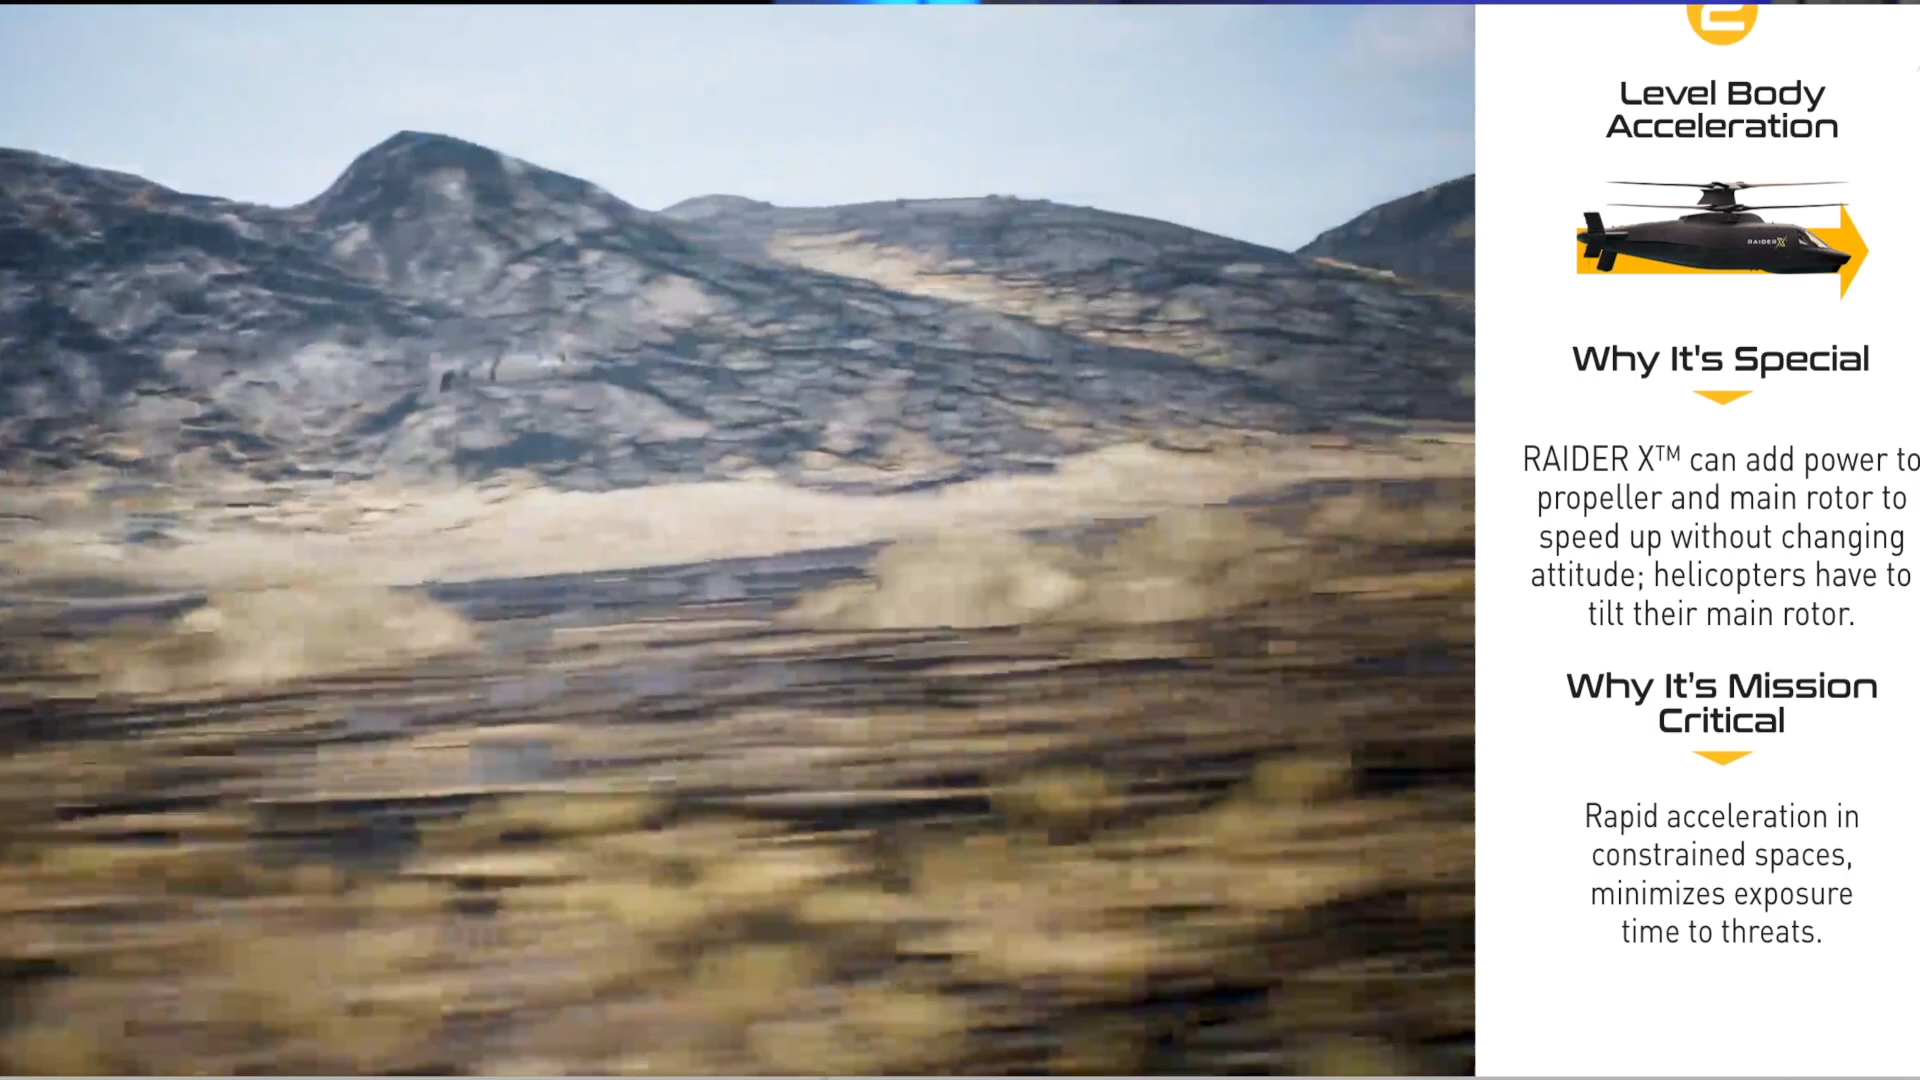 2
Level Body
Acceleration
RAIDER X
Why It's Special
RAIDER X™ can add power to
propeller and main rotor to
speed up without changing
attitude; helicopters have to
tilt their main rotor.
Why It's Mission
Critical
Rapid acceleration in
constrained spaces,
minimizes exposure
time to threats.